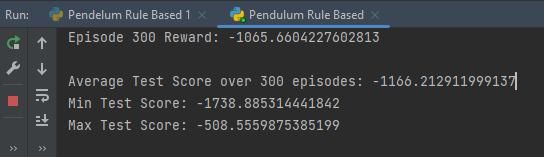 Run: Pendelum Rule Based 1 × Pendulum Rule Based ×
Episode 300 Reward: -1065.6604227602813
Average Test Score over 300 episodes: -1166.212911999137
Min Test Score: -1738.885314441842
Max Test Score: -508.5559875385199